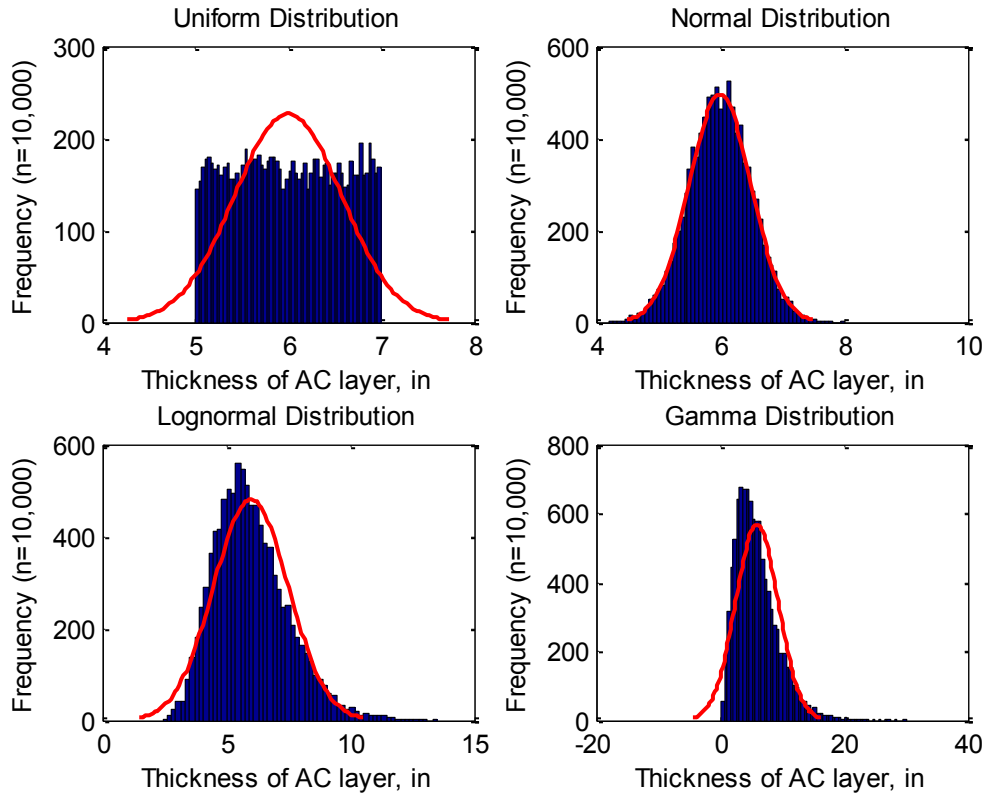 Uniform Distribution
Frequency (n=10,000)
300
200
100
0
4 5 6 7 8
Thickness of AC layer, in
Normal Distribution
Frequency (n=10,000)
600
400
200
0
4 6 8 10
Thickness of AC layer, in
Lognormal Distribution
Frequency (n=10,000)
600
400
200
0
0 5 10 15
Thickness of AC layer, in
Gamma Distribution
Frequency (n=10,000)
800
600
400
200
0
-20 0 20 40
Thickness of AC layer, in